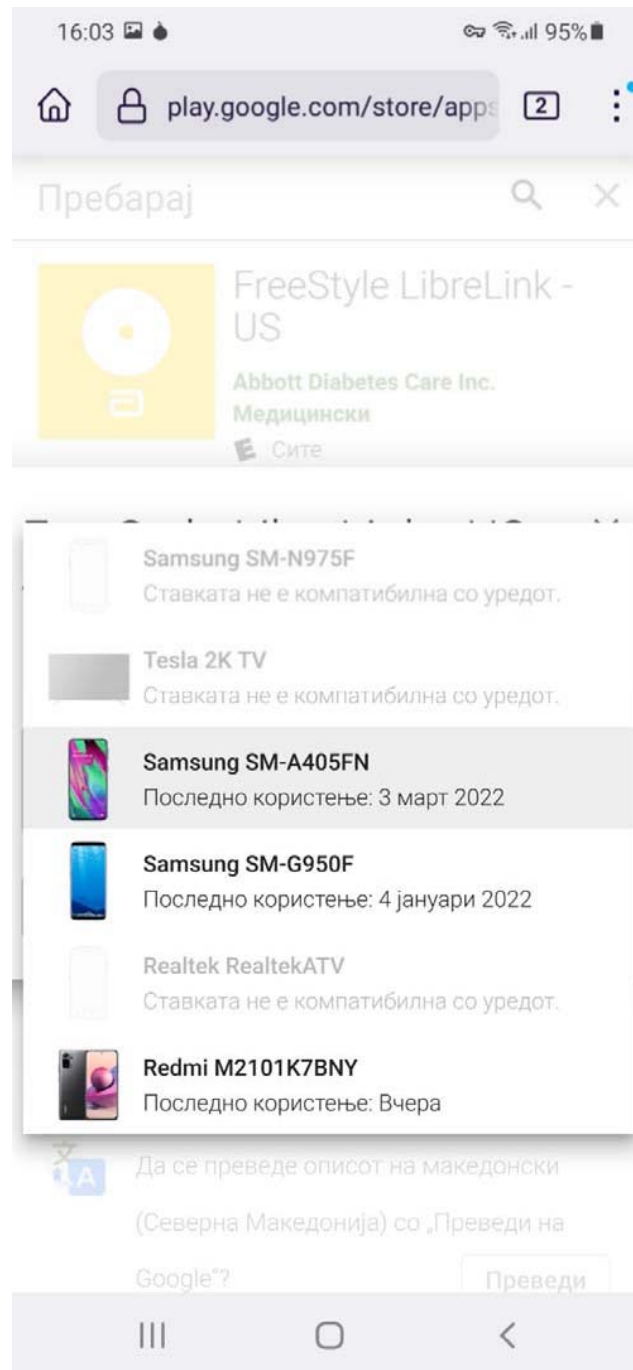 16:03 95%
play.google.com/store/apps
2
Пребарај
FreeStyle LibreLink -
US
Abbott Diabetes Care Inc.
Медицински
E Сите
Samsung SM-N975F
Ставката не е компатибилна со уредот.
Tesla 2K TV
Ставката не е компатибилна со уредот.
Samsung SM-A405FN
Последно користење: 3 март 2022
Samsung SM-G950F
Последно користење: 4 јануари 2022
Realtek RealtekATV
Ставката не е компатибилна со уредот.
Redmi M2101K7BNY
Последно користење: Вчера
Да се преведе описот на македонски
(Северна Македонија) со „Преведи на
Google“?
Преведи